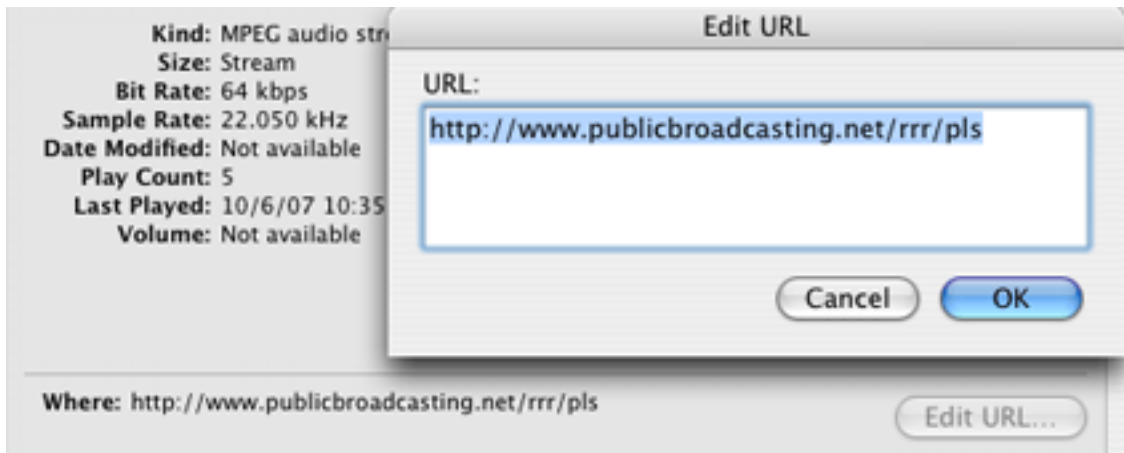 Edit URL
Kind: MPEG audio str
Size: Stream
Bit Rate: 64 kbps
Sample Rate: 22.050 kHz
Date Modified: Not available
Play Count: 5
Last Played: 10/6/07 10:35
Volume: Not available
URL:
http://www.publicbroadcasting.net/rrr/pls
Cancel OK
Where: http://www.publicbroadcasting.net/rrr/pls
Edit URL...